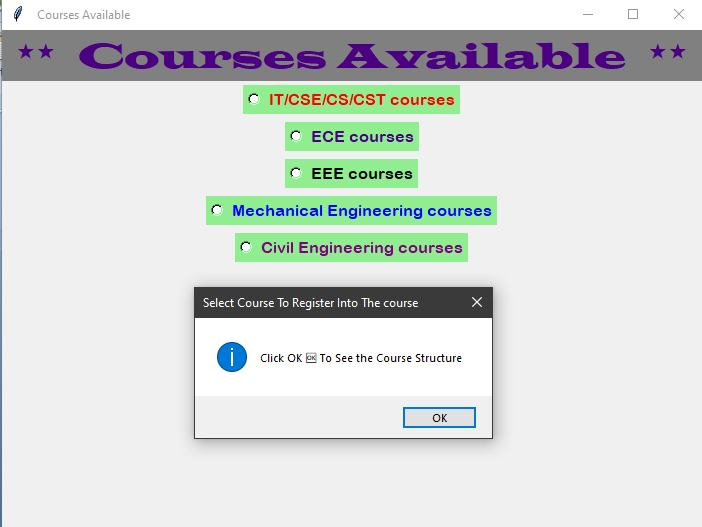 Courses Available
★★ Courses Available ★★
IT/CSE/CS/CST courses
ECE courses
EEE courses
Mechanical Engineering courses
Civil Engineering courses
Select Course To Register Into The course
Click OK 🆗 To See the Course Structure
OK